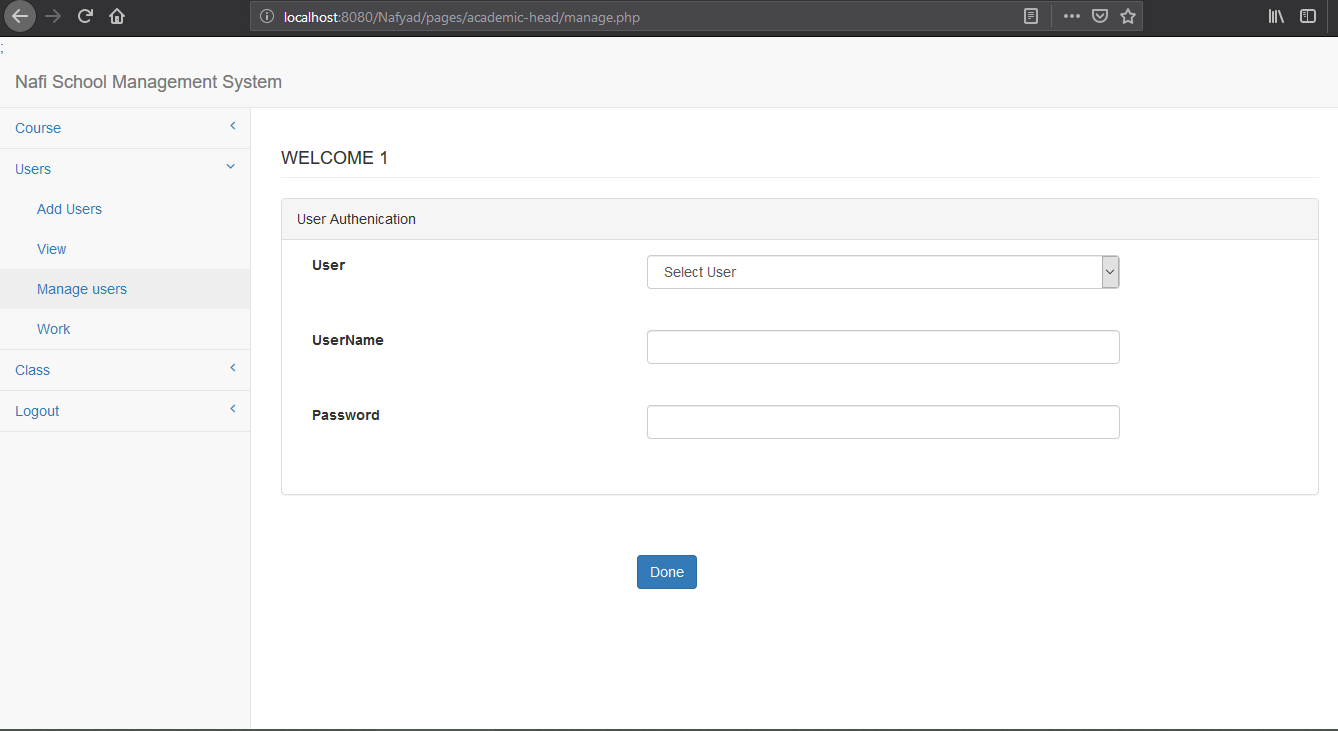 localhost:8080/Nafyad/pages/academic-head/manage.php
;
Nafi School Management System
Course
Users
Add Users
View
Manage users
Work
Class
Logout
WELCOME 1
User Authenication
User
Select User
UserName
Password
Done